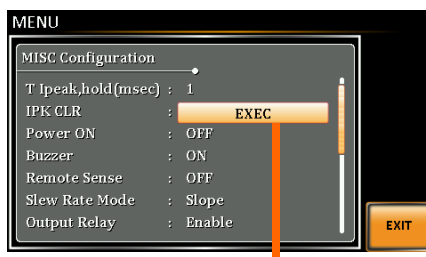 MENU
MISC Configuration
T Ipeak,hold(msec) : 1
IPK CLR : EXEC
Power ON : OFF
Buzzer : ON
Remote Sense : OFF
Slew Rate Mode : Slope
Output Relay : Enable
EXIT